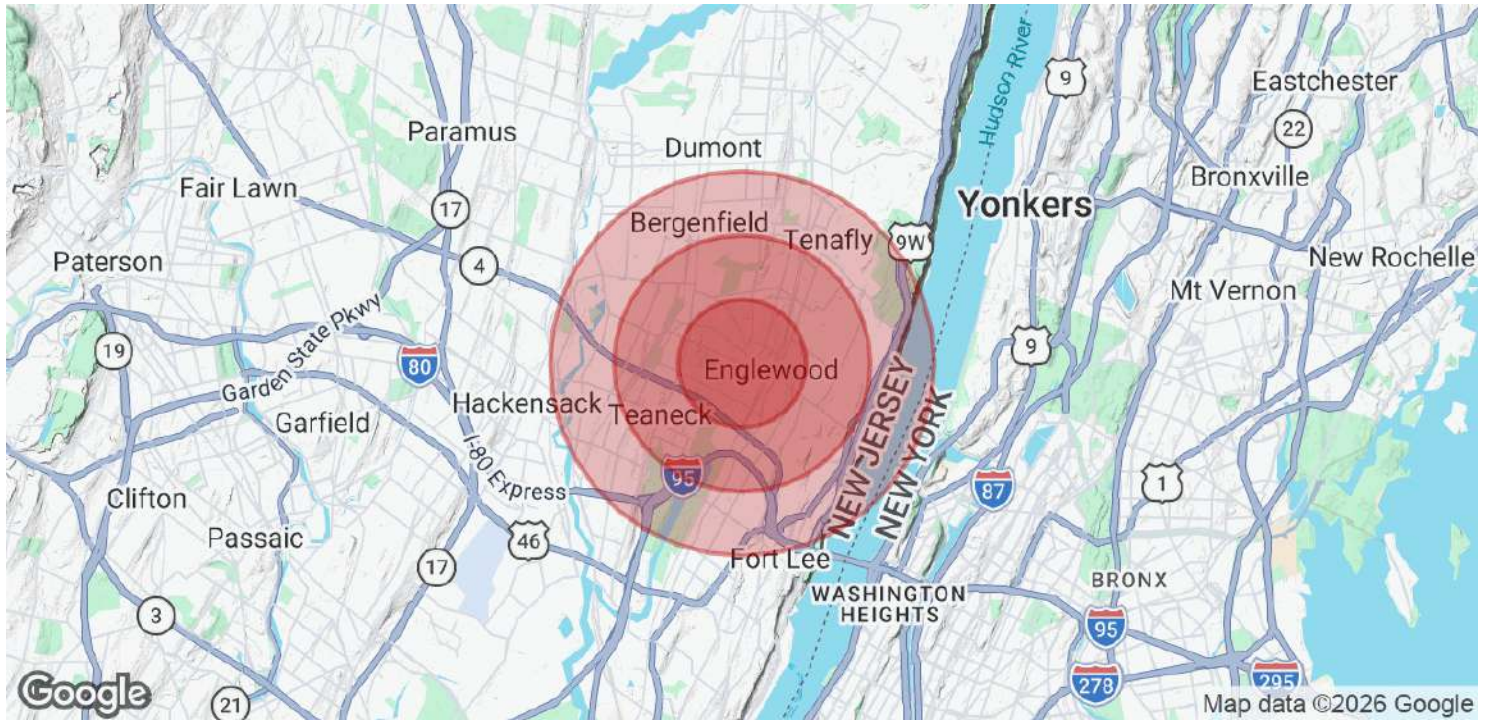 Hudson River
9
Eastchester
22
Paramus
Dumont
Bronxville
Fair Lawn
17
Yonkers
Bergenfield
Tenafly
9W
New Rochelle
Paterson
4
Mt Vernon
Garden State Pkwy
19
80
9
Englewood
NEW JERSEY
NEW YORK
Hackensack
Teaneck
Garfield
I-80 Express
95
87
1
Clifton
Passaic
46
17
Fort Lee
BRONX
WASHINGTON
HEIGHTS
3
95
278
295
21
Google
Map data ©2026 Google